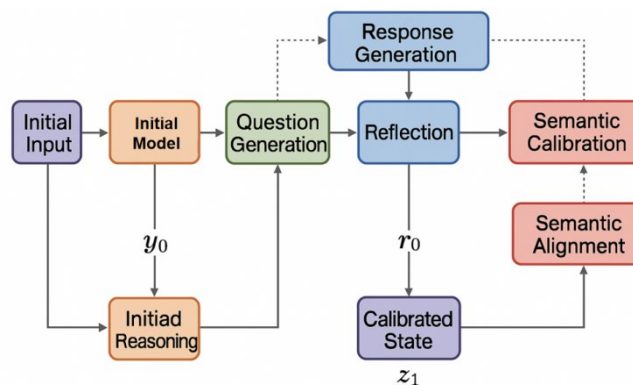 Response
Generation
Initial
Input
Initial
Model
Question
Generation
Reflection
Semantic
Calibration
y₀
r₀
Semantic
Alignment
Initiad
Reasoning
Calibrated
State
z₁